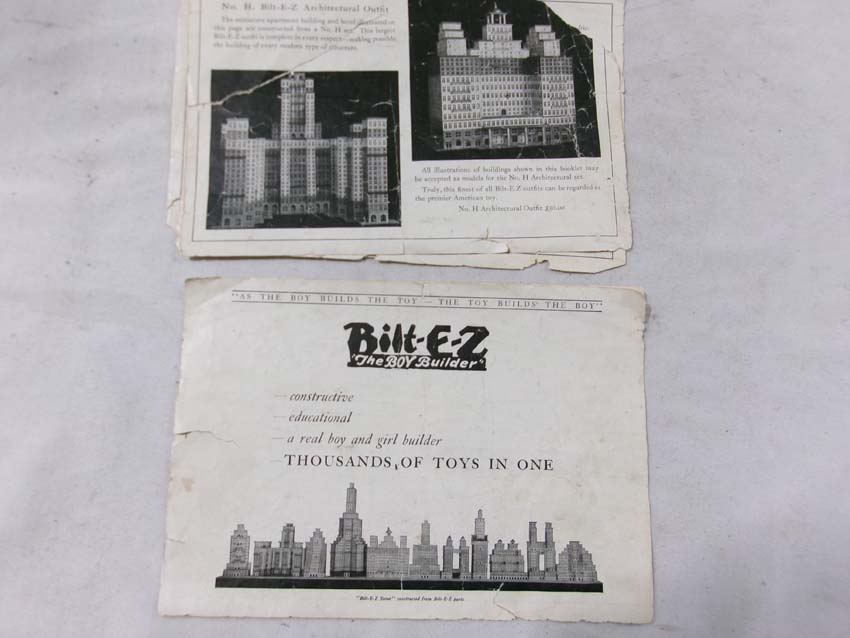 No. H. Bilt-E-Z Architectural Outfit
The miniature apartment building and hotel illustrated on
this page are constructed from a No. H set. This largest
Bilt-E-Z outfit is complete in every respect—making possible
the building of every modern type of structure.
All illustrations of buildings shown in this booklet may
be accepted as models for the No. H Architectural set.
Truly, this finest of all Bilt-E-Z outfits can be regarded as
the premier American toy.
No. H Architectural Outfit
"AS THE BOY BUILDS THE TOY — THE TOY BUILDS THE BOY"
Bilt-E-Z
"The BOY Builder"
—constructive
—educational
—a real boy and girl builder
—THOUSANDS OF TOYS IN ONE
"Bilt-E-Z Town" constructed from Bilt-E-Z parts